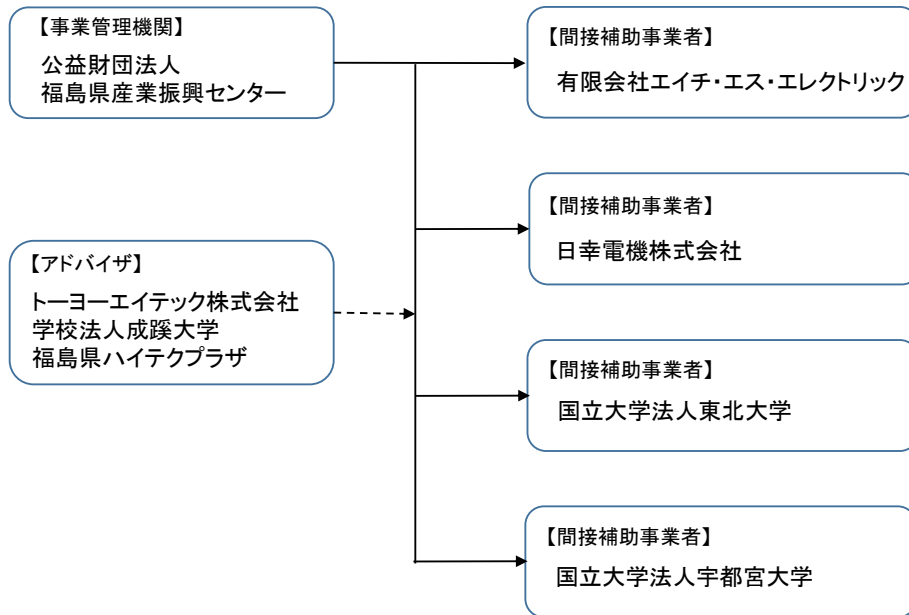 【事業管理機関】
公益財団法人
福島県産業振興センター
【アドバイザ】
トーヨーエイテック株式会社
学校法人成蹊大学
福島県ハイテクプラザ
【間接補助事業者】
有限会社エイチ・エス・エレクトリック
【間接補助事業者】
日幸電機株式会社
【間接補助事業者】
国立大学法人東北大学
【間接補助事業者】
国立大学法人宇都宮大学